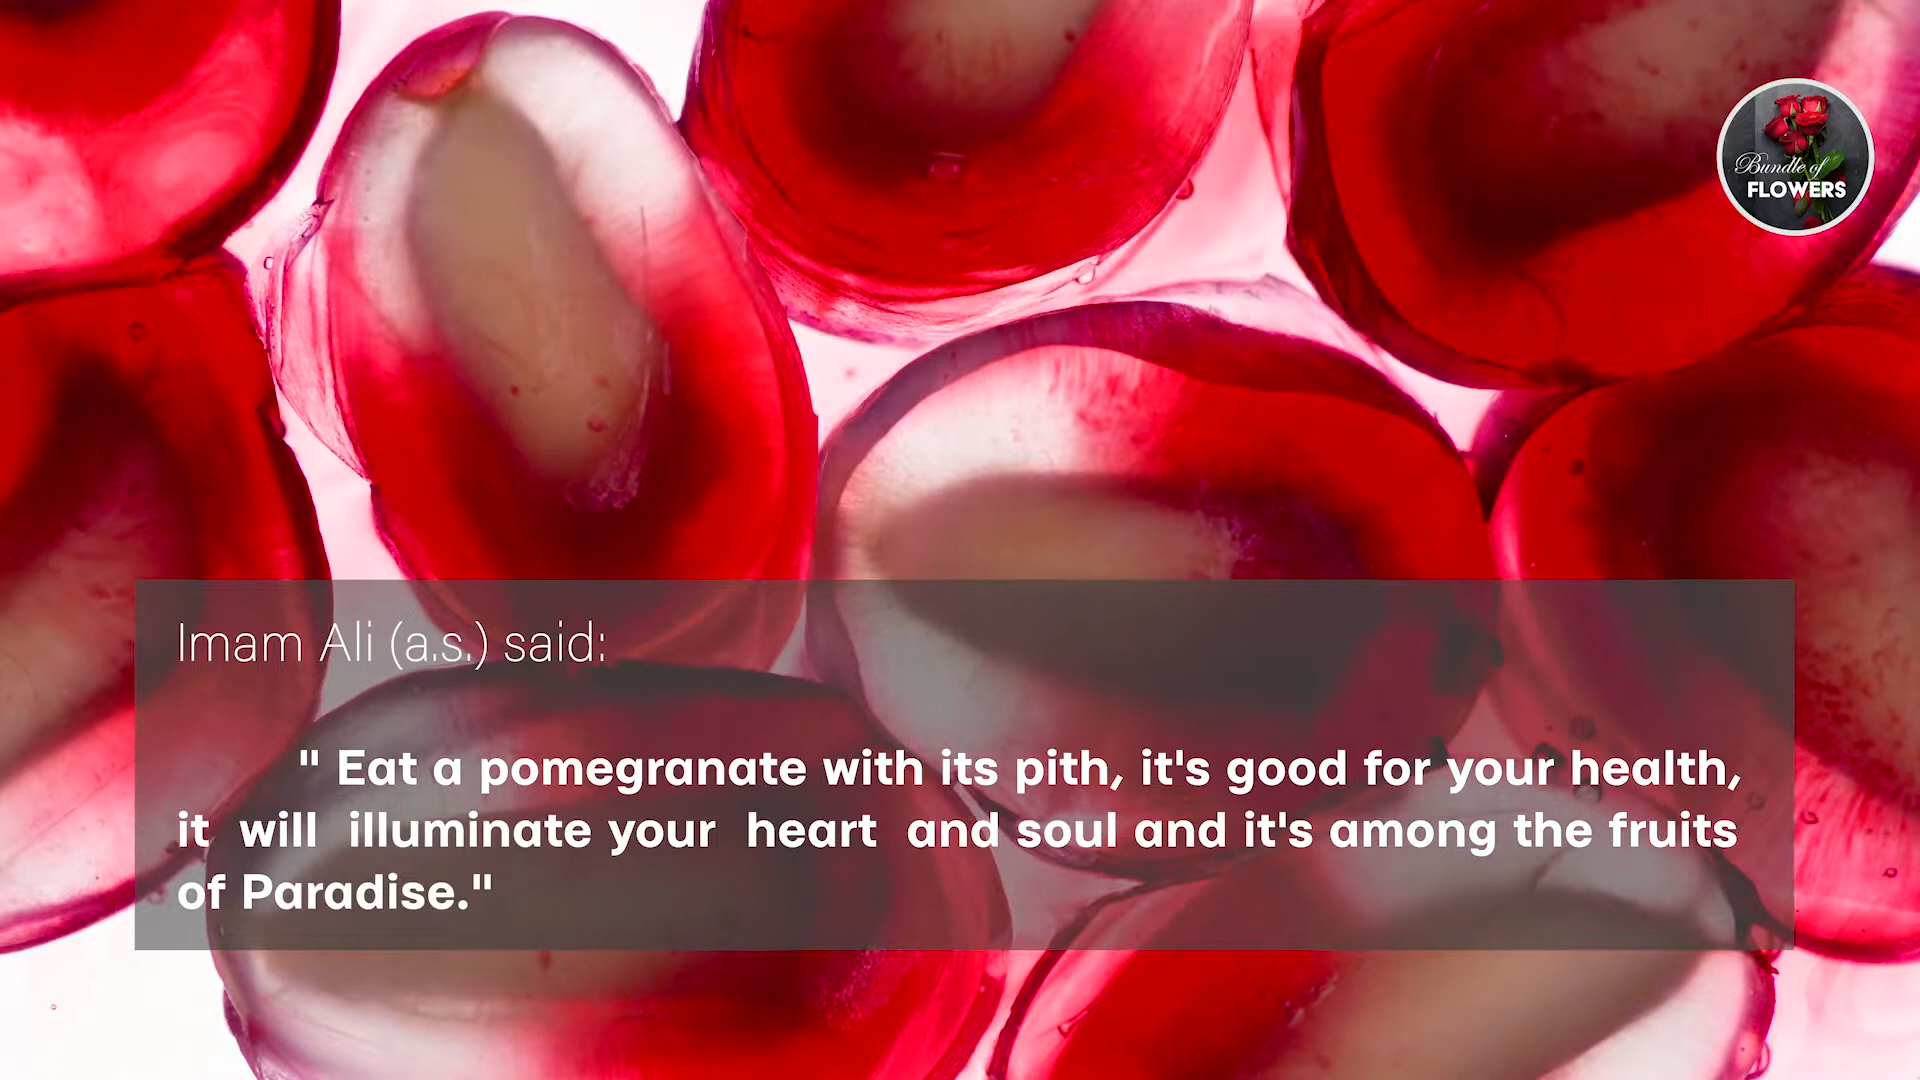 Bundle of
FLOWERS
Imam Ali (a.s.) said:
" Eat a pomegranate with its pith, it's good for your health,
it will illuminate your heart and soul and it's among the fruits
of Paradise."